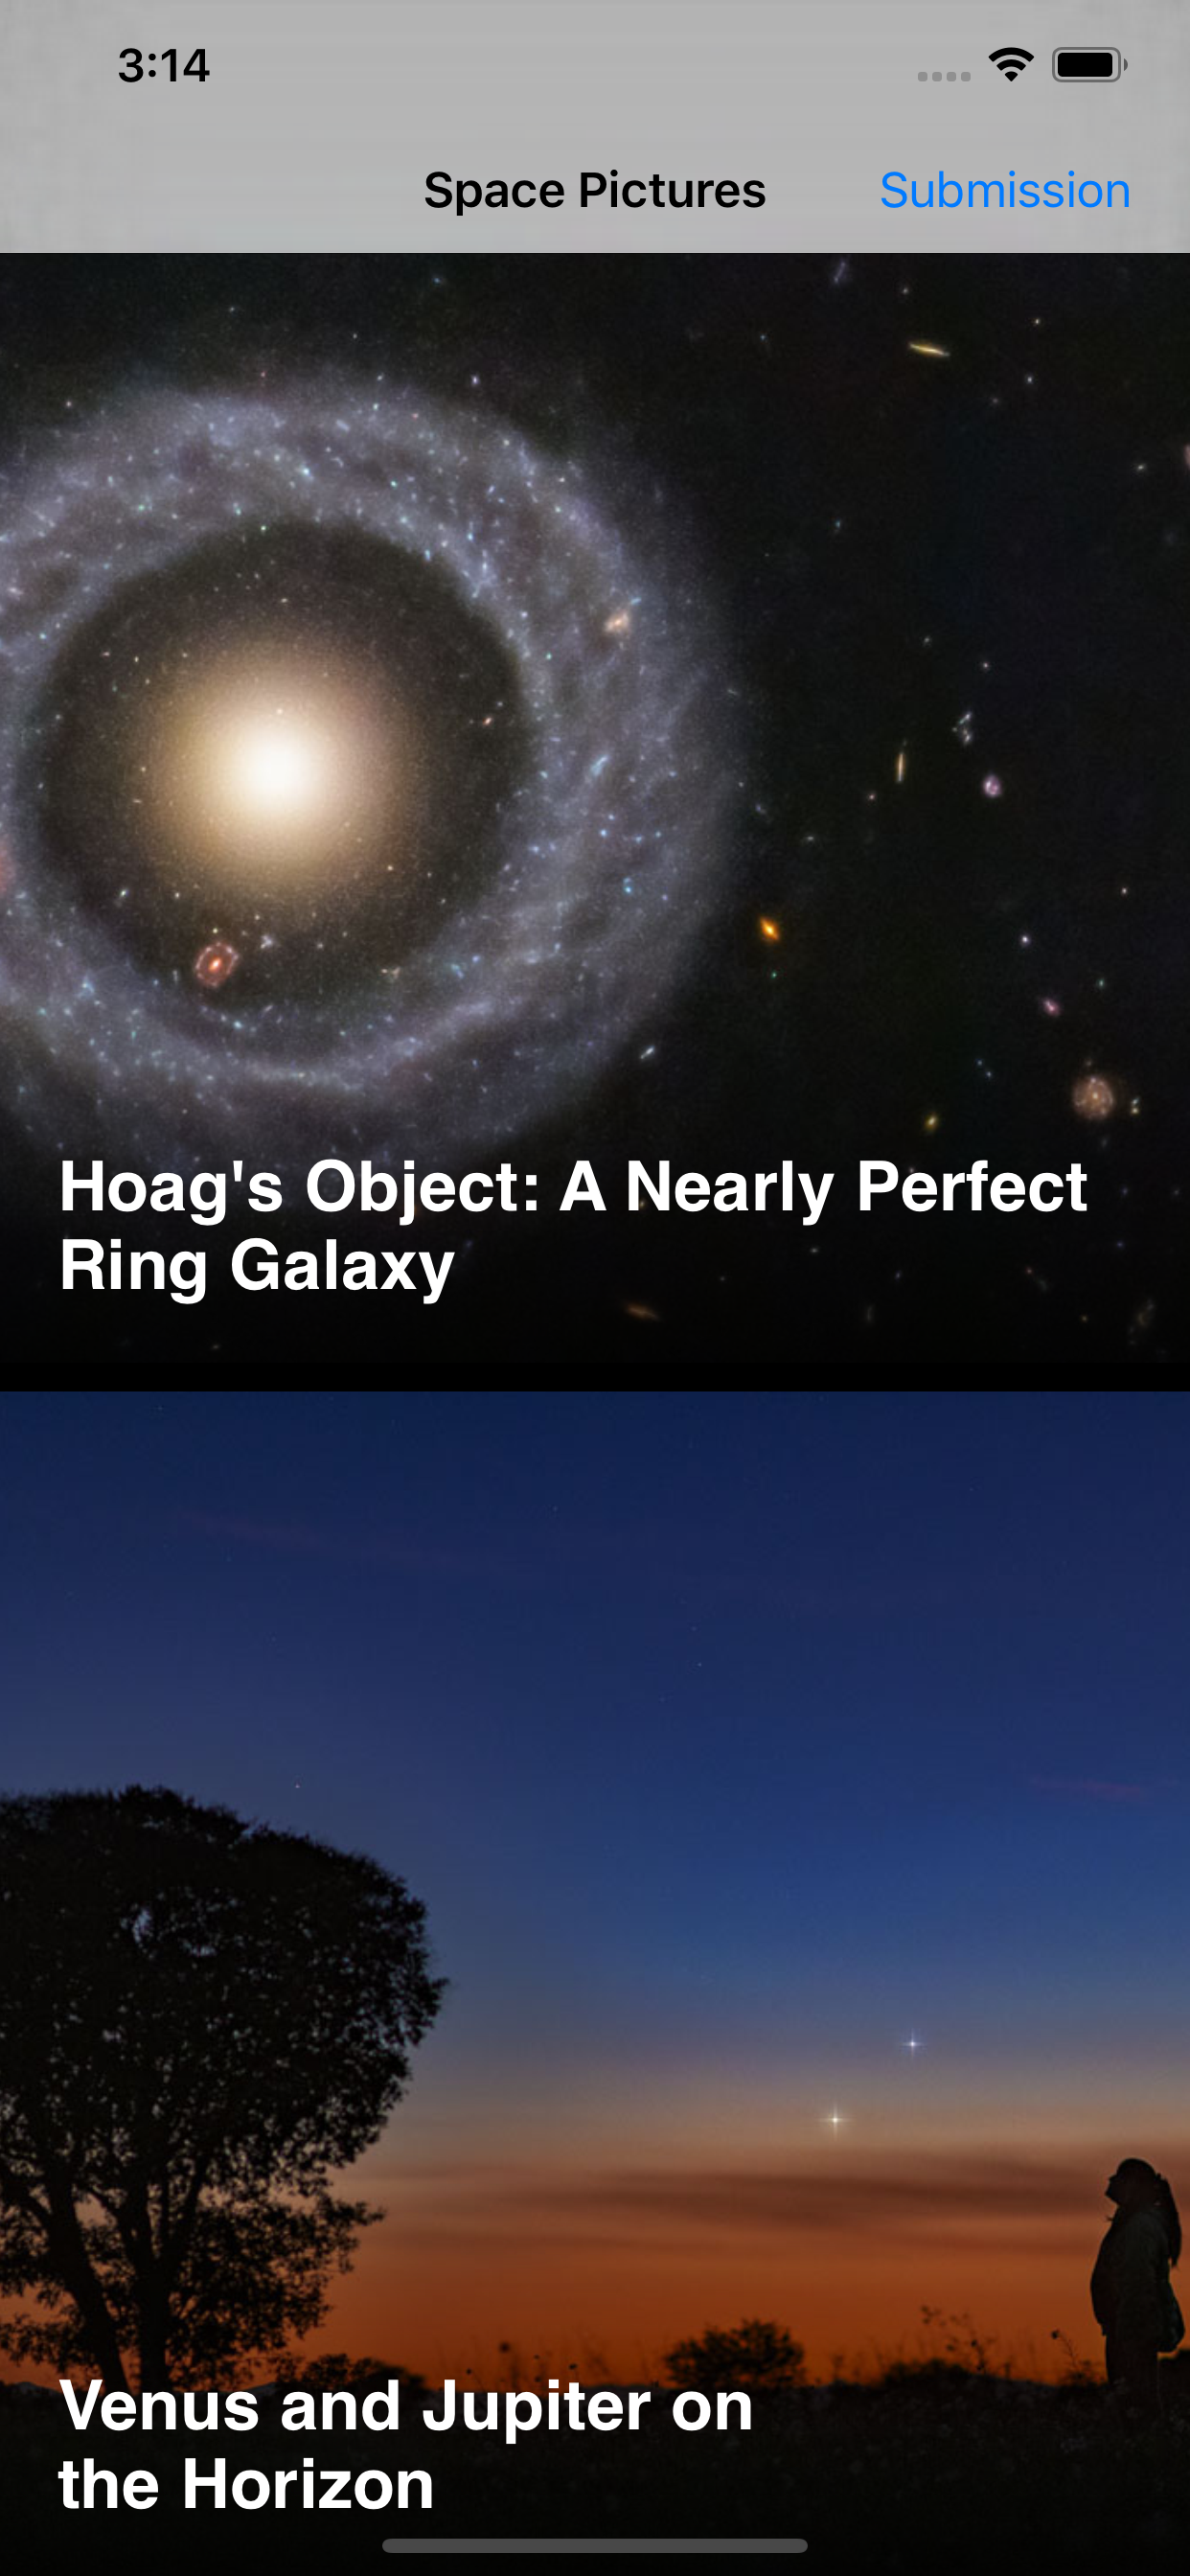 3:14
Space Pictures
Submission
Hoag's Object: A Nearly Perfect
Ring Galaxy
Venus and Jupiter on
the Horizon